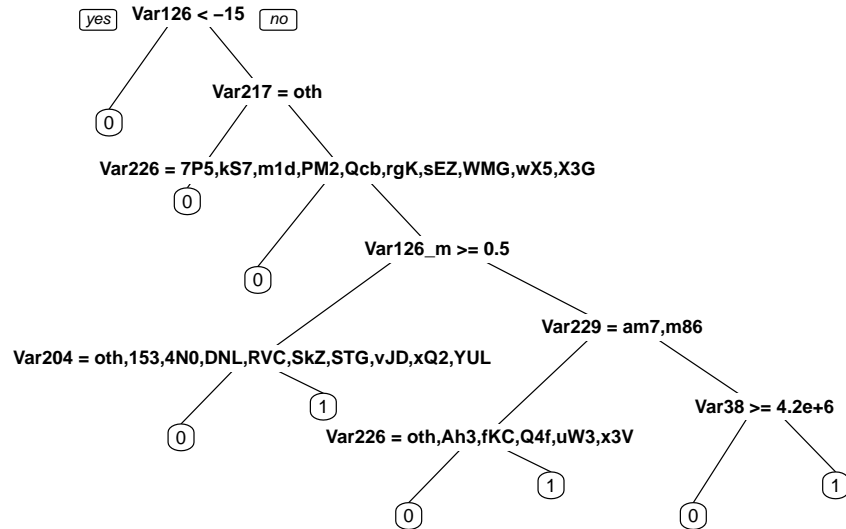 yes Var126 < −15 no
Var217 = oth
0
Var226 = 7P5,kS7,m1d,PM2,Qcb,rgK,sEZ,WMG,wX5,X3G
0
Var126_m >= 0.5
0
Var229 = am7,m86
Var204 = oth,153,4N0,DNL,RVC,SkZ,STG,vJD,xQ2,YUL
1
Var38 >= 4.2e+6
0
Var226 = oth,Ah3,fKC,Q4f,uW3,x3V
1
1
0
0